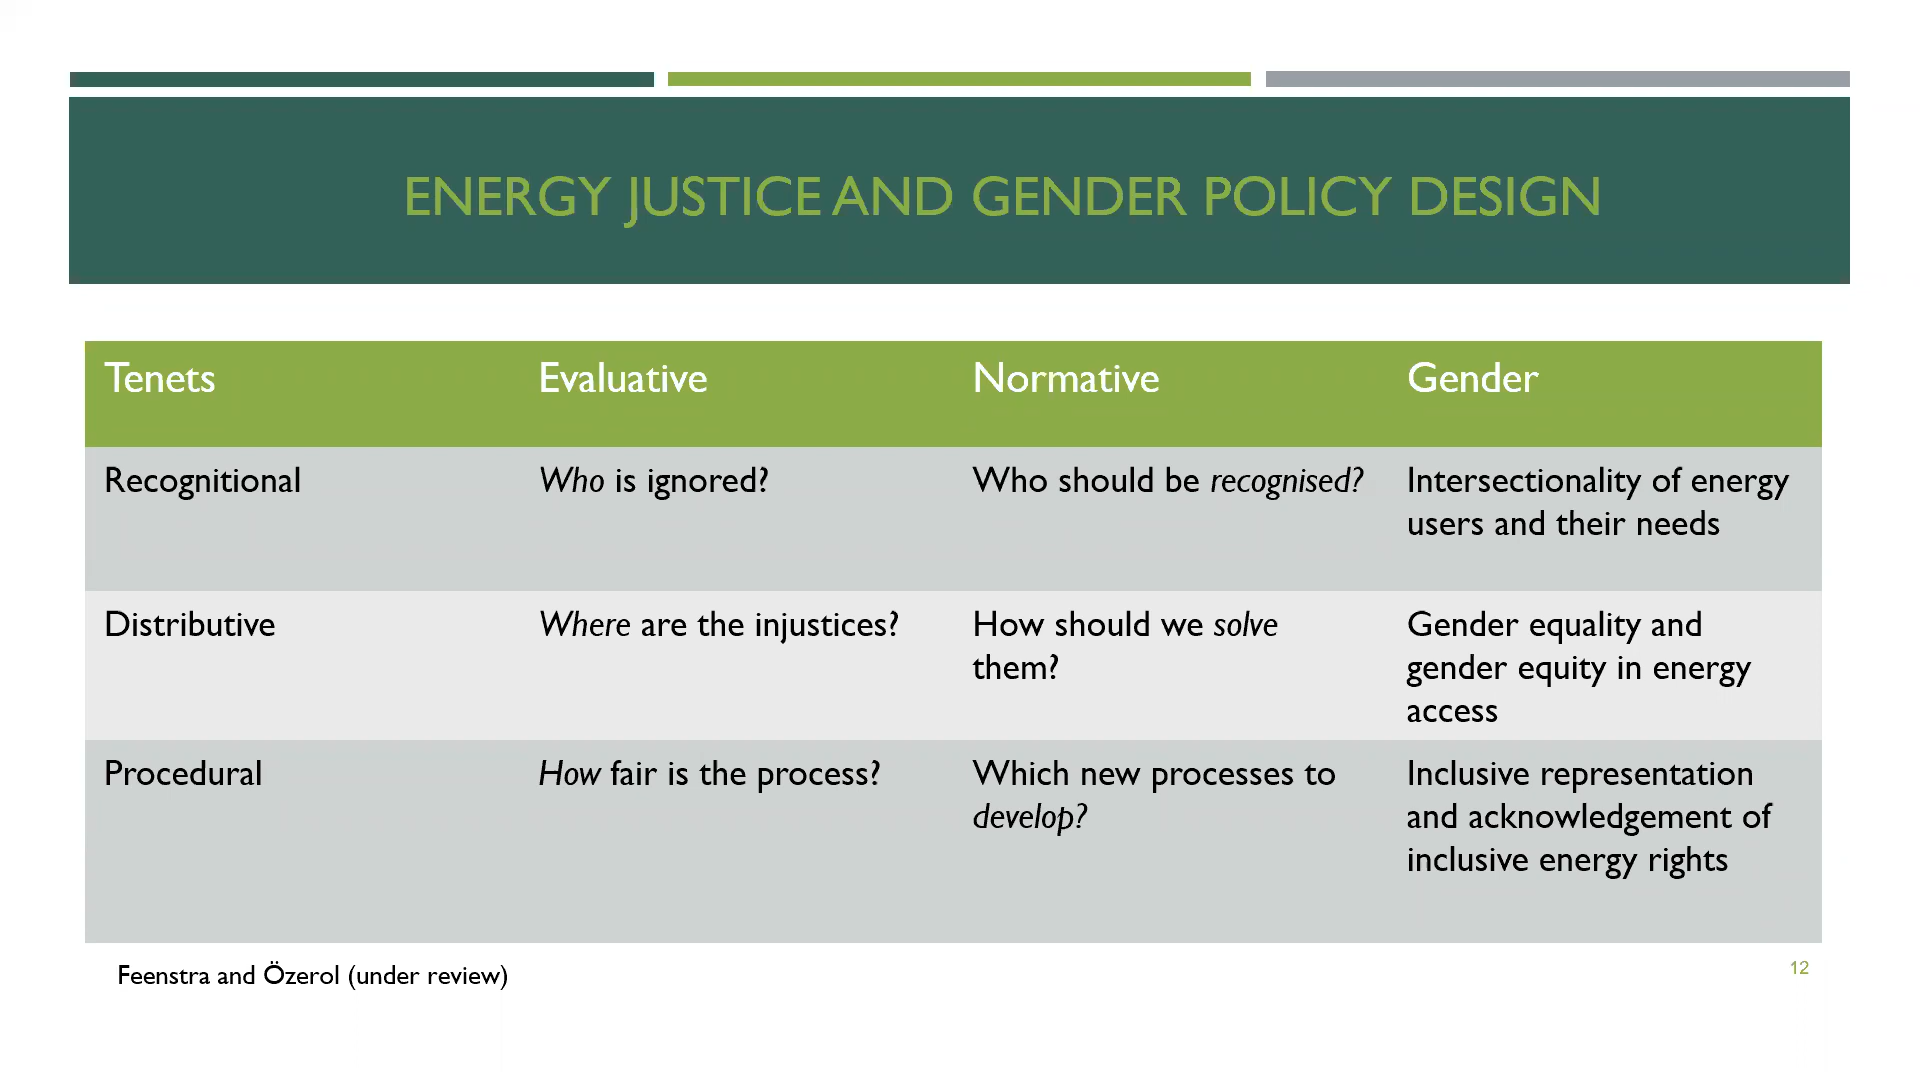 ENERGY JUSTICE AND GENDER POLICY DESIGN
Tenets
Evaluative
Normative
Gender
Recognitional
Who is ignored?
Who should be recognised?
Intersectionality of energy
users and their needs
Distributive
Where are the injustices?
How should we solve
them?
Gender equality and
gender equity in energy
access
Procedural
How fair is the process?
Which new processes to
develop?
Inclusive representation
and acknowledgement of
inclusive energy rights
Feenstra and Özerol (under review)
12